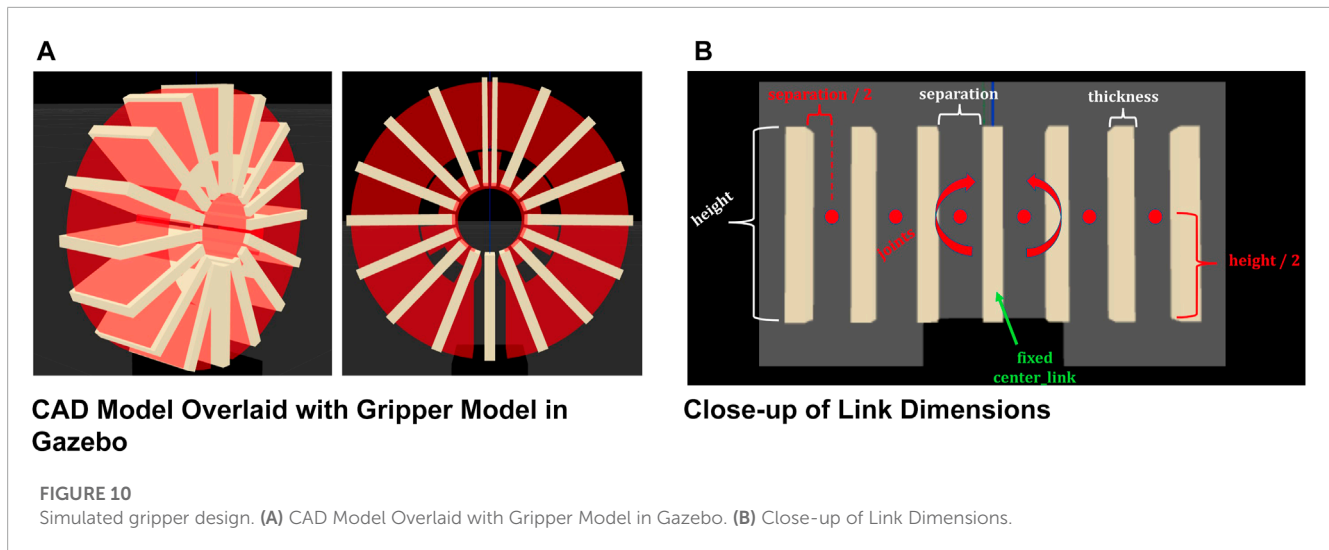 A
B
separation / 2
separation
thickness
height
joints
height / 2
fixed
center_link
CAD Model Overlaid with Gripper Model in
Gazebo
Close-up of Link Dimensions
FIGURE 10
Simulated gripper design. (A) CAD Model Overlaid with Gripper Model in Gazebo. (B) Close-up of Link Dimensions.